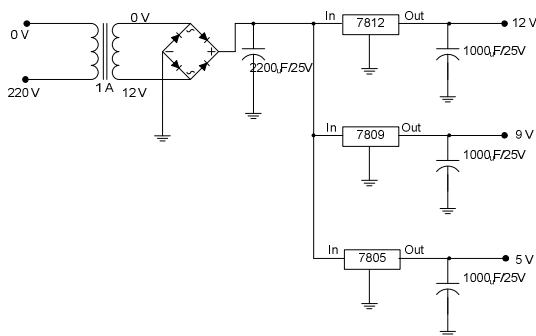 0 V
220 V
1 A
0 V
12 V
2200µF/25V
In
7812
Out
12 V
1000µF/25V
In
7809
Out
9 V
1000µF/25V
In
7805
Out
5 V
1000µF/25V